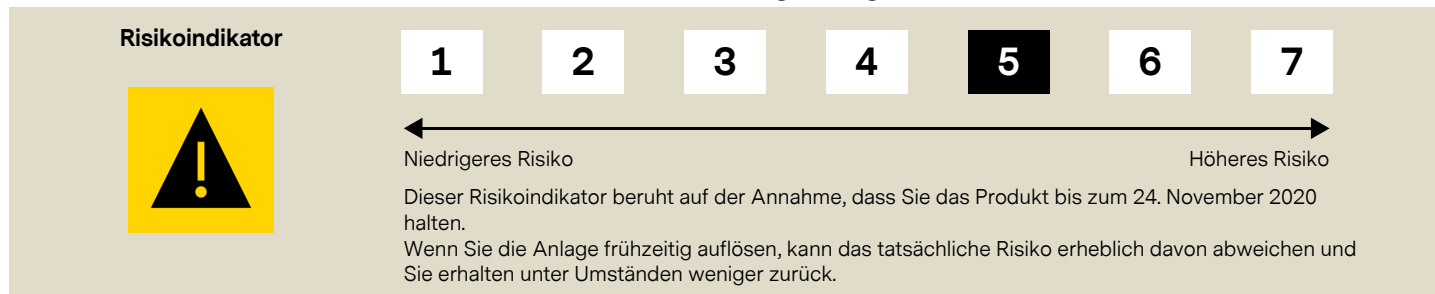 Risikoindikator
1 2 3 4 5 6 7
Niedrigeres Risiko Höheres Risiko
Dieser Risikoindikator beruht auf der Annahme, dass Sie das Produkt bis zum 24. November 2020
halten.
Wenn Sie die Anlage frühzeitig auflösen, kann das tatsächliche Risiko erheblich davon abweichen und
Sie erhalten unter Umständen weniger zurück.